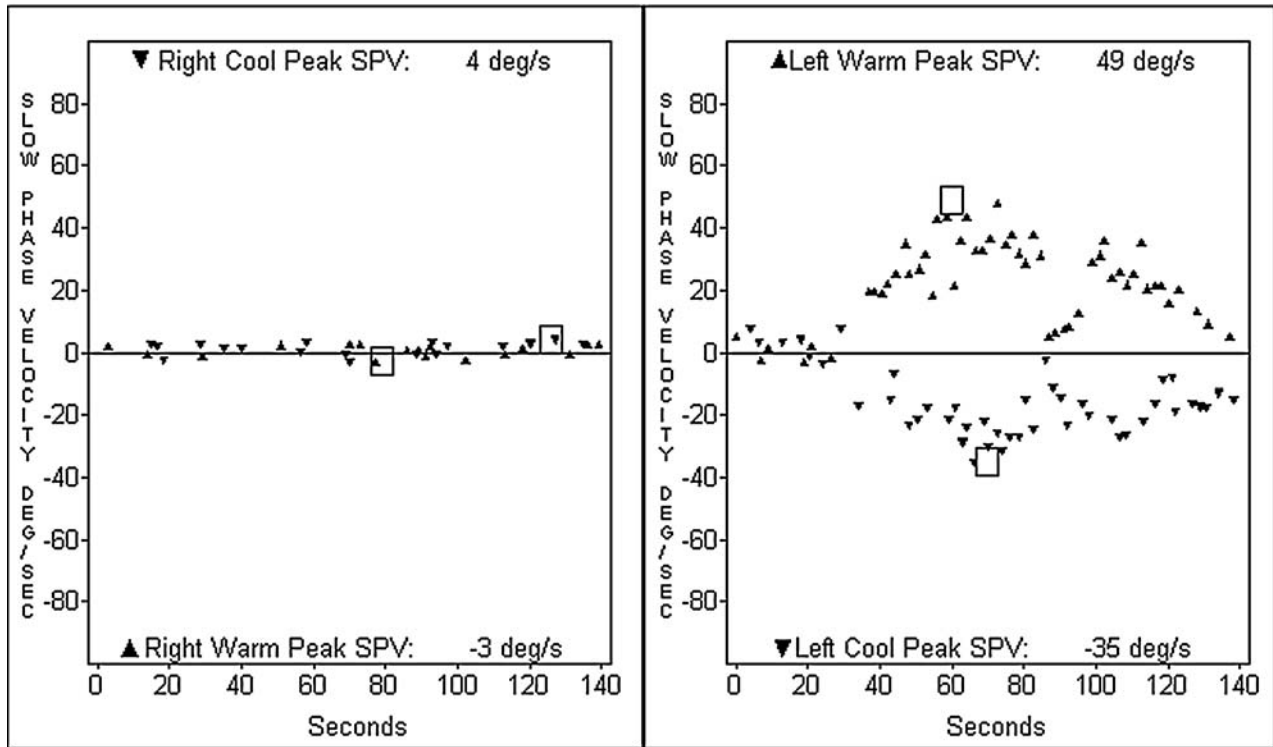 ▼ Right Cool Peak SPV: 4 deg/s
SLOW PHASE VELOCITY DEG/SEC
80
60
40
20
0
-20
-40
-60
-80
▲ Right Warm Peak SPV: -3 deg/s
0 20 40 60 80 100 120 140
Seconds
▲Left Warm Peak SPV: 49 deg/s
SLOW PHASE VELOCITY DEG/SEC
80
60
40
20
0
-20
-40
-60
-80
▼Left Cool Peak SPV: -35 deg/s
0 20 40 60 80 100 120 140
Seconds